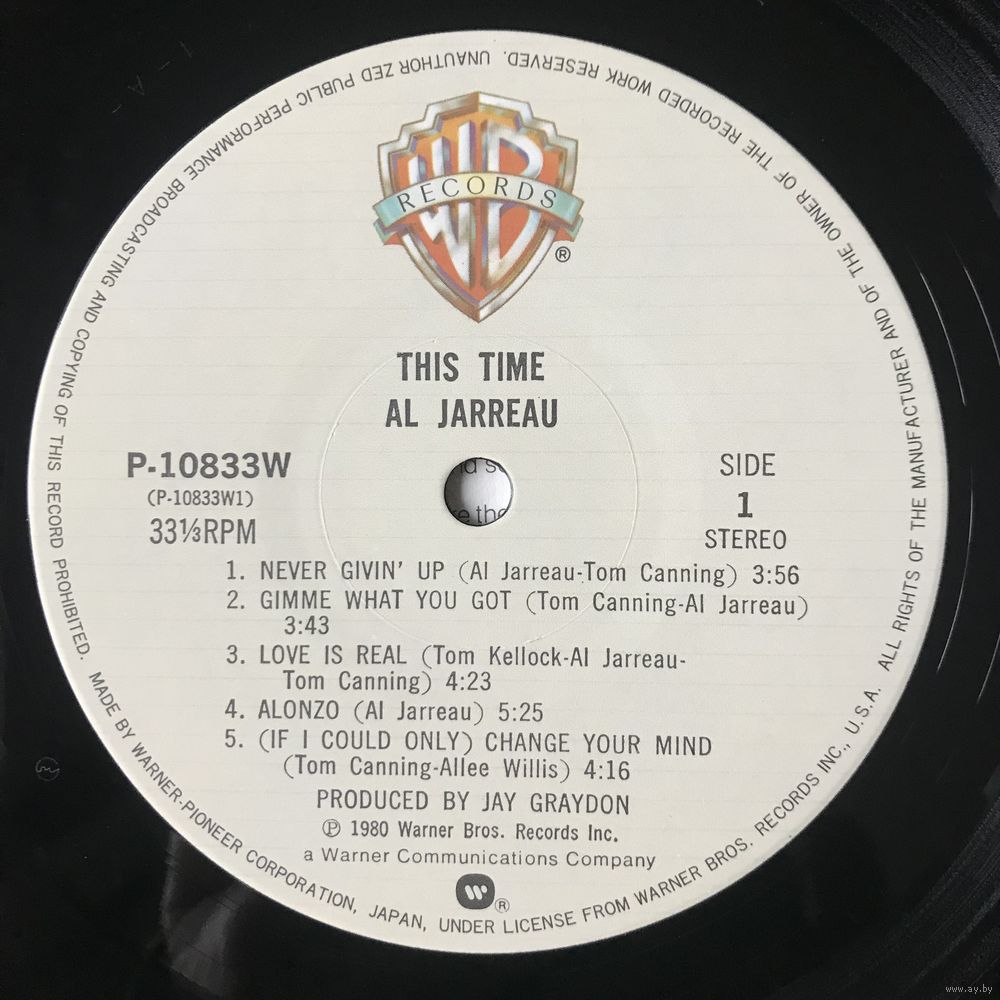 RECORDS
®
THIS TIME
AL JARREAU
P-10833W
(P-10833W1)
33⅓RPM
SIDE
1
STEREO
1. NEVER GIVIN' UP (Al Jarreau-Tom Canning) 3:56
2. GIMME WHAT YOU GOT (Tom Canning-Al Jarreau)
3:43
3. LOVE IS REAL (Tom Kellock-Al Jarreau-
Tom Canning) 4:23
4. ALONZO (Al Jarreau) 5:25
5. (IF I COULD ONLY) CHANGE YOUR MIND
(Tom Canning-Allee Willis) 4:16
PRODUCED BY JAY GRAYDON
℗ 1980 Warner Bros. Records Inc.
a Warner Communications Company
®
MADE BY WARNER-PIONEER CORPORATION, JAPAN, UNDER LICENSE FROM WARNER BROS. RECORDS INC., U.S.A. ALL RIGHTS OF THE MANUFACTURER AND OF THE OWNER OF THE RECORDED WORK RESERVED. UNAUTHOR ZED PUBLIC PERFORMANCE BROADCASTING AND COPYING OF THIS RECORD PROHIBITED.
www.ay.by